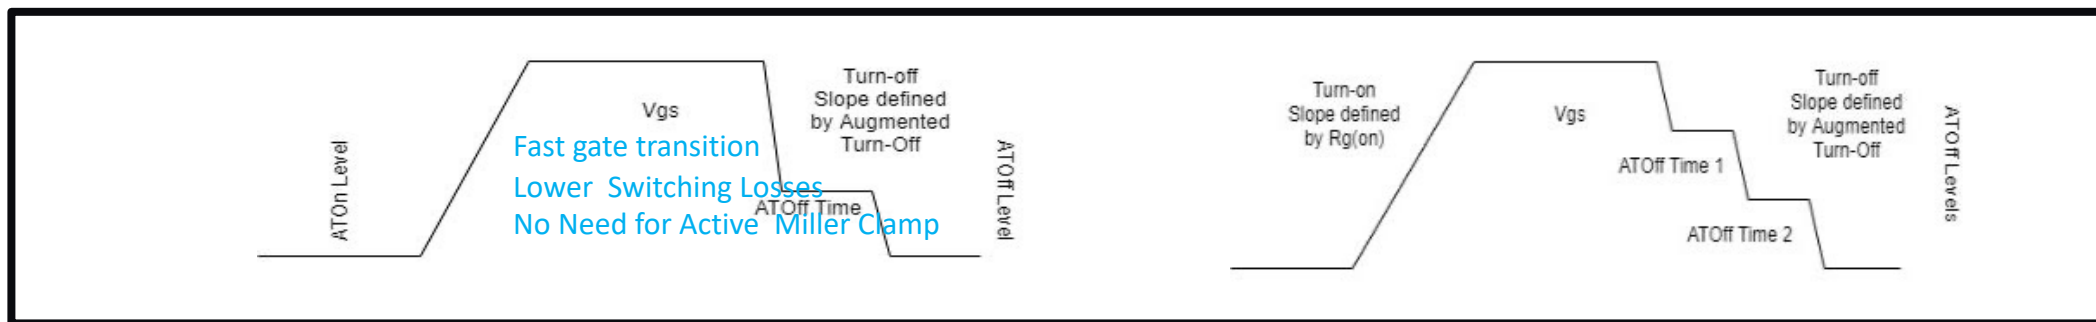 ATOn Level
Vgs
Fast gate transition
Lower Switching Losses
No Need for Active Miller Clamp
ATOff Time
Turn-off
Slope defined
by Augmented
Turn-Off
ATOff Level
Turn-on
Slope defined
by Rg(on)
Vgs
ATOff Time 1
ATOff Time 2
Turn-off
Slope defined
by Augmented
Turn-Off
ATOff Levels